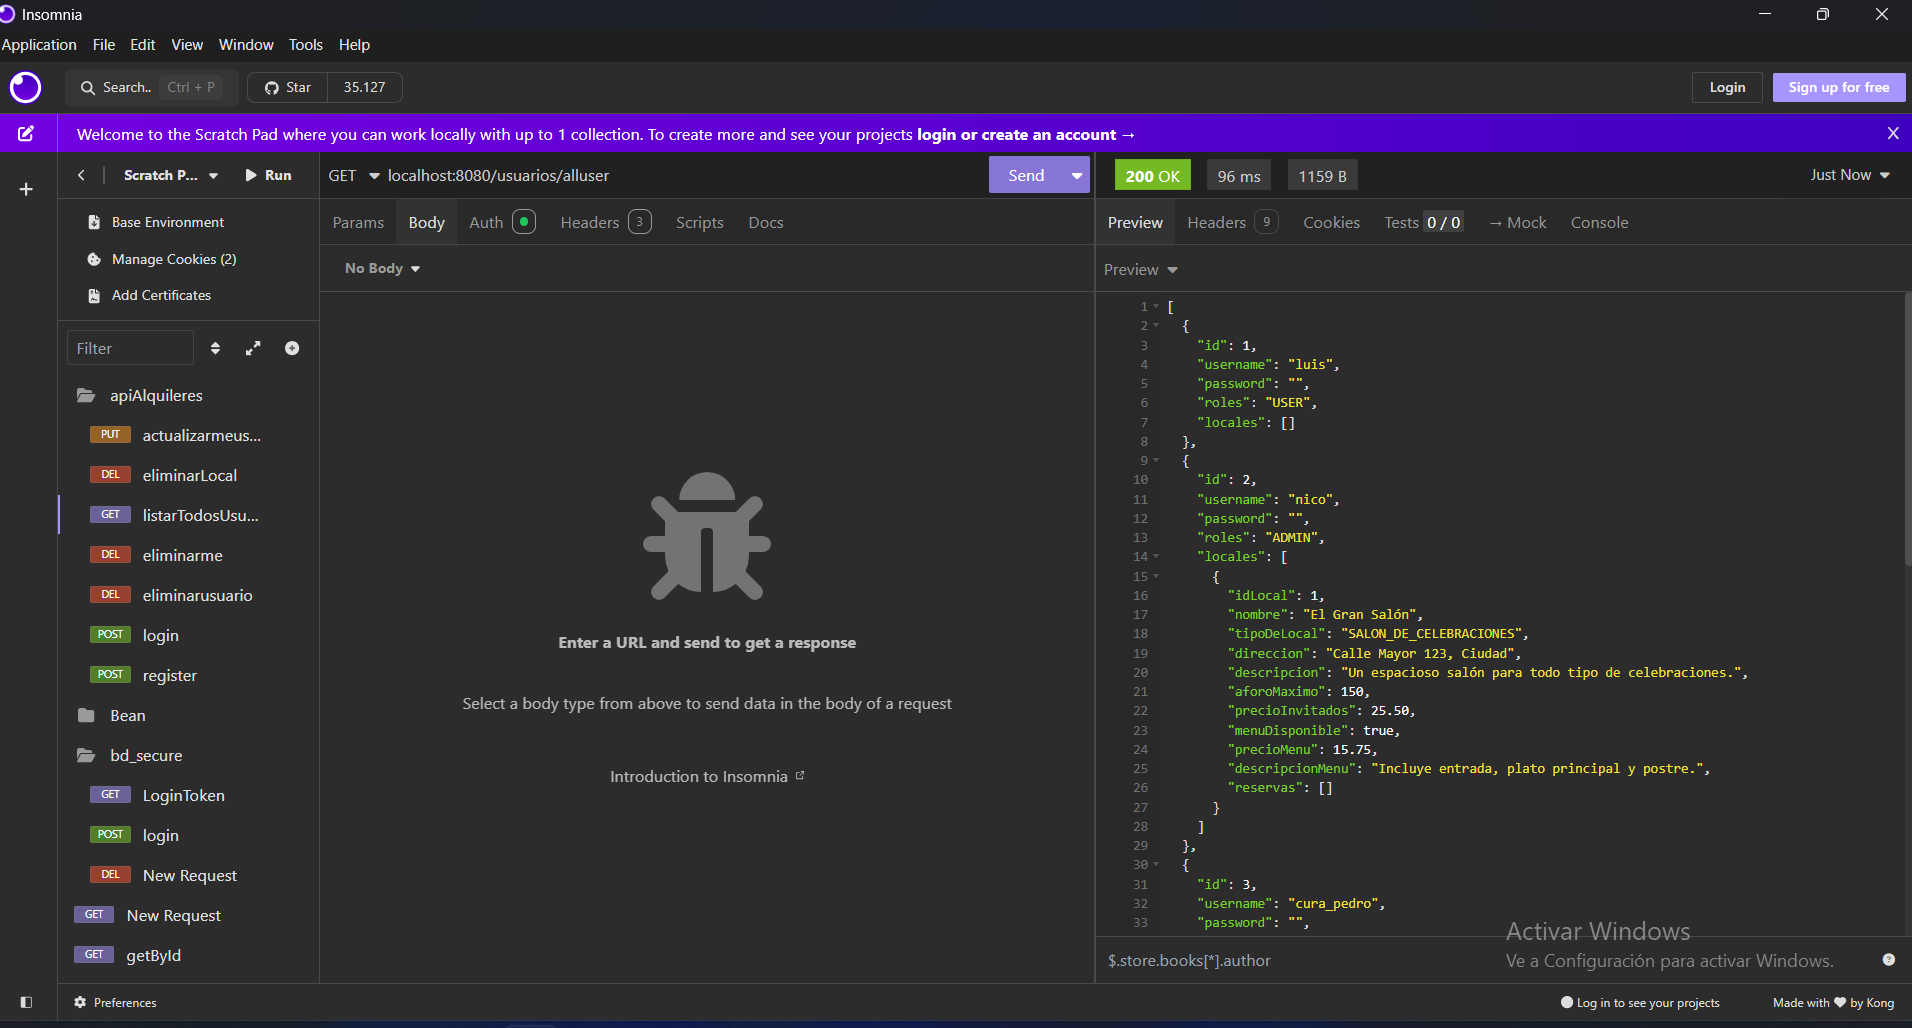 Insomnia
Application File Edit View Window Tools Help
Search.. Ctrl + P Star 35.127 Login Sign up for free
Welcome to the Scratch Pad where you can work locally with up to 1 collection. To create more and see your projects login or create an account →
Scratch P... Run
Base Environment
Manage Cookies (2)
Add Certificates
Filter
apiAlquileres
PUT actualizarmeus...
DEL eliminarLocal
GET listarTodosUsu...
DEL eliminarme
DEL eliminarusuario
POST login
POST register
Bean
bd_secure
GET LoginToken
POST login
DEL New Request
GET New Request
GET getById
GET localhost:8080/usuarios/alluser Send
Params Body Auth Headers 3 Scripts Docs
No Body
Enter a URL and send to get a response
Select a body type from above to send data in the body of a request
Introduction to Insomnia
200 OK 96 ms 1159 B Just Now
Preview Headers 9 Cookies Tests 0 / 0 → Mock Console
Preview
1 [
2 {
3 "id": 1,
4 "username": "luis",
5 "password": "",
6 "roles": "USER",
7 "locales": []
8 },
9 {
10 "id": 2,
11 "username": "nico",
12 "password": "",
13 "roles": "ADMIN",
14 "locales": [
15 {
16 "idLocal": 1,
17 "nombre": "El Gran Salón",
18 "tipoDeLocal": "SALON_DE_CELEBRACIONES",
19 "direccion": "Calle Mayor 123, Ciudad",
20 "descripcion": "Un espacioso salón para todo tipo de celebraciones.",
21 "aforoMaximo": 150,
22 "precioInvitados": 25.50,
23 "menuDisponible": true,
24 "precioMenu": 15.75,
25 "descripcionMenu": "Incluye entrada, plato principal y postre.",
26 "reservas": []
27 }
28 ]
29 },
30 {
31 "id": 3,
32 "username": "cura_pedro",
33 "password": "",
$.store.books[*].author
Activar Windows
Ve a Configuración para activar Windows.
Preferences
Log in to see your projects Made with ❤ by Kong